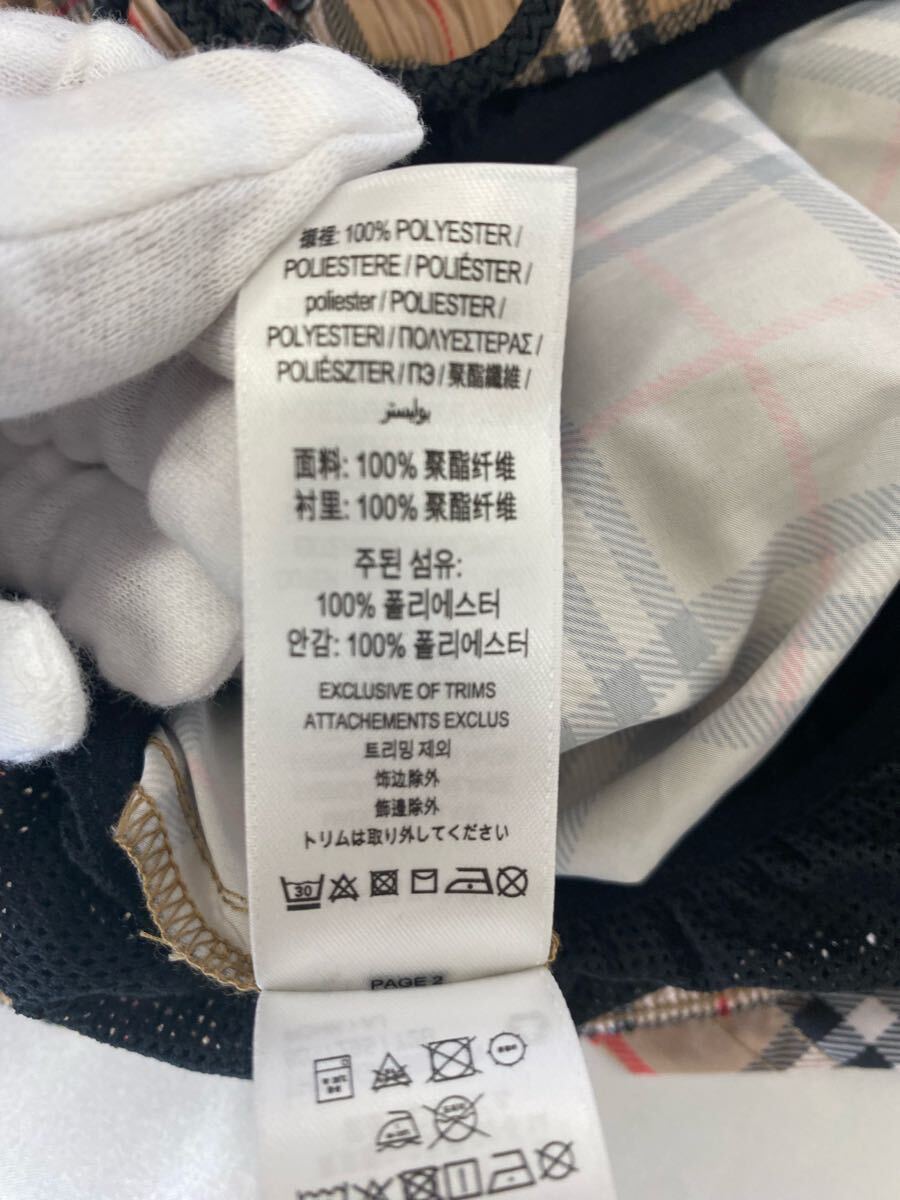 襯裡: 100% POLYESTER /
POLIESTERE / POLIÉSTER /
poliester / POLIESTER /
POLYESTERI / ΠΟΛΥΕΣΤΕΡΑΣ /
POLIÉSZTER / ПЭ / 聚酯纖維 /
بوليستر
面料: 100% 聚酯纤维
衬里: 100% 聚酯纤维
주된 섬유:
100% 폴리에스터
안감: 100% 폴리에스터
EXCLUSIVE OF TRIMS
ATTACHEMENTS EXCLUS
트리밍 제외
饰边除外
飾邊除外
トリムは取り外してください
30
PAGE 2